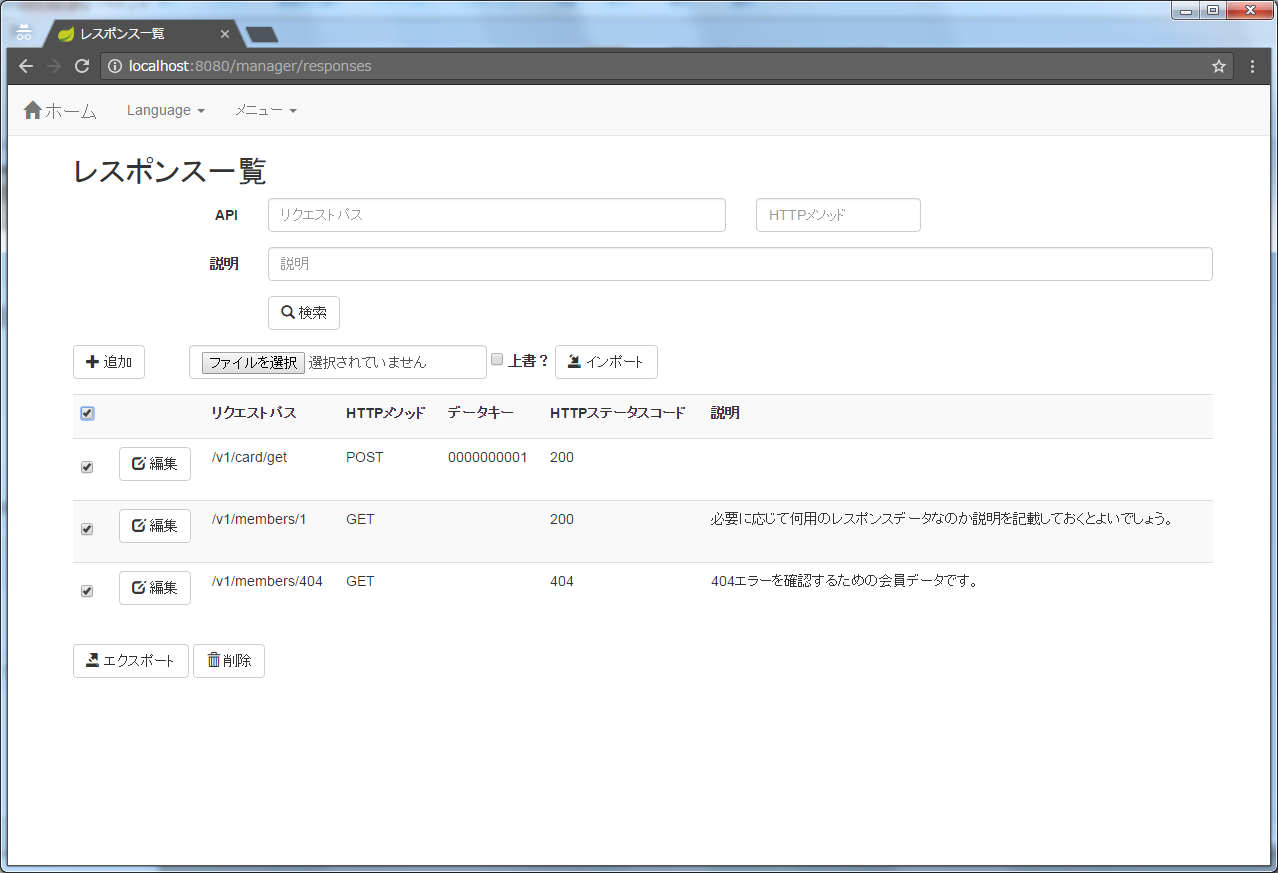 レスポンス一覧
localhost:8080/manager/responses
ホーム Language メニュー
レスポンス一覧
API リクエストパス HTTPメソッド
説明 説明
検索
追加 ファイルを選択 選択されていません 上書？ インポート
リクエストパス HTTPメソッド データキー HTTPステータスコード 説明
編集 /v1/card/get POST 0000000001 200
編集 /v1/members/1 GET 200 必要に応じて何用のレスポンスデータなのか説明を記載しておくとよいでしょう。
編集 /v1/members/404 GET 404 404エラーを確認するための会員データです。
エクスポート 削除